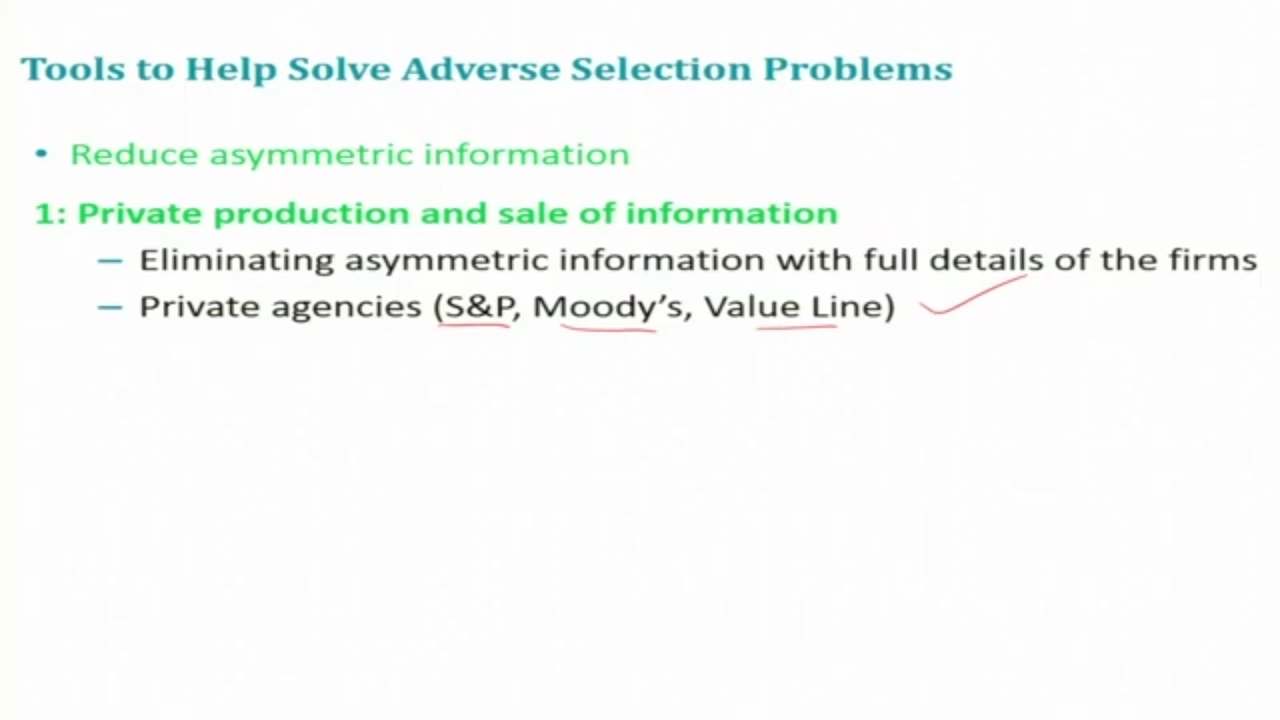 Tools to Help Solve Adverse Selection Problems
• Reduce asymmetric information
1: Private production and sale of information
– Eliminating asymmetric information with full details of the firms
– Private agencies (S&P, Moody’s, Value Line)